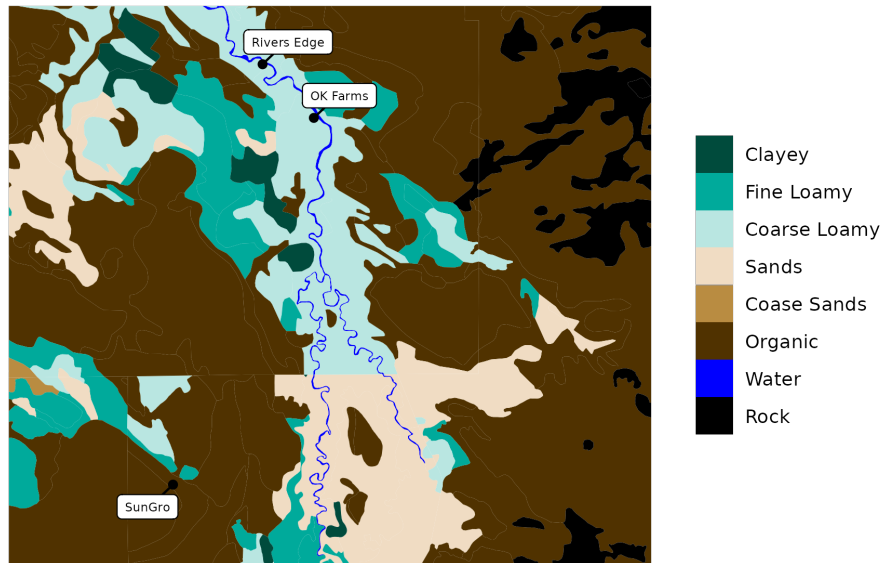 Rivers Edge
OK Farms
SunGro
Clayey
Fine Loamy
Coarse Loamy
Sands
Coase Sands
Organic
Water
Rock